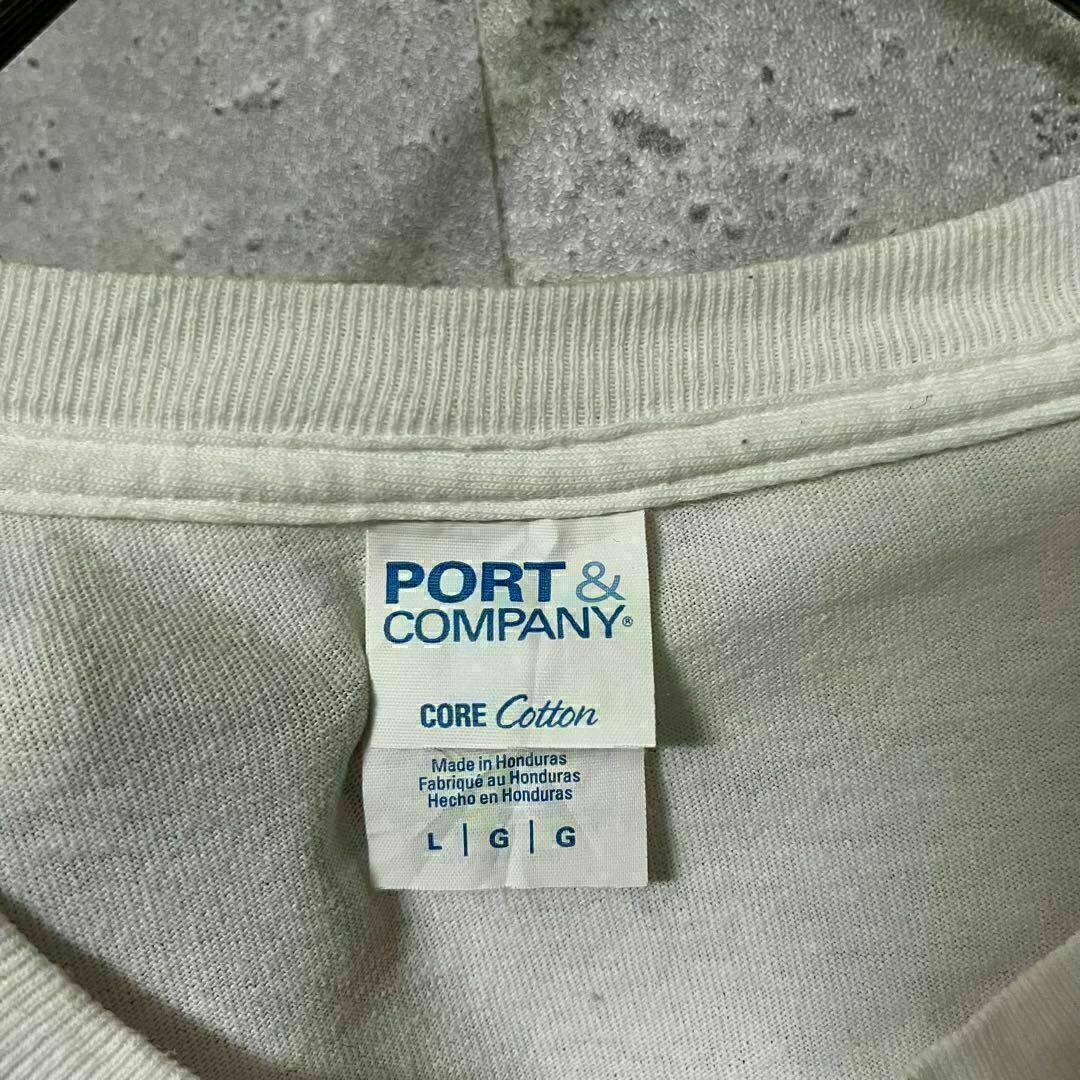 PORT &
COMPANY®
CORE Cotton
Made in Honduras
Fabriqué au Honduras
Hecho en Honduras
L | G | G